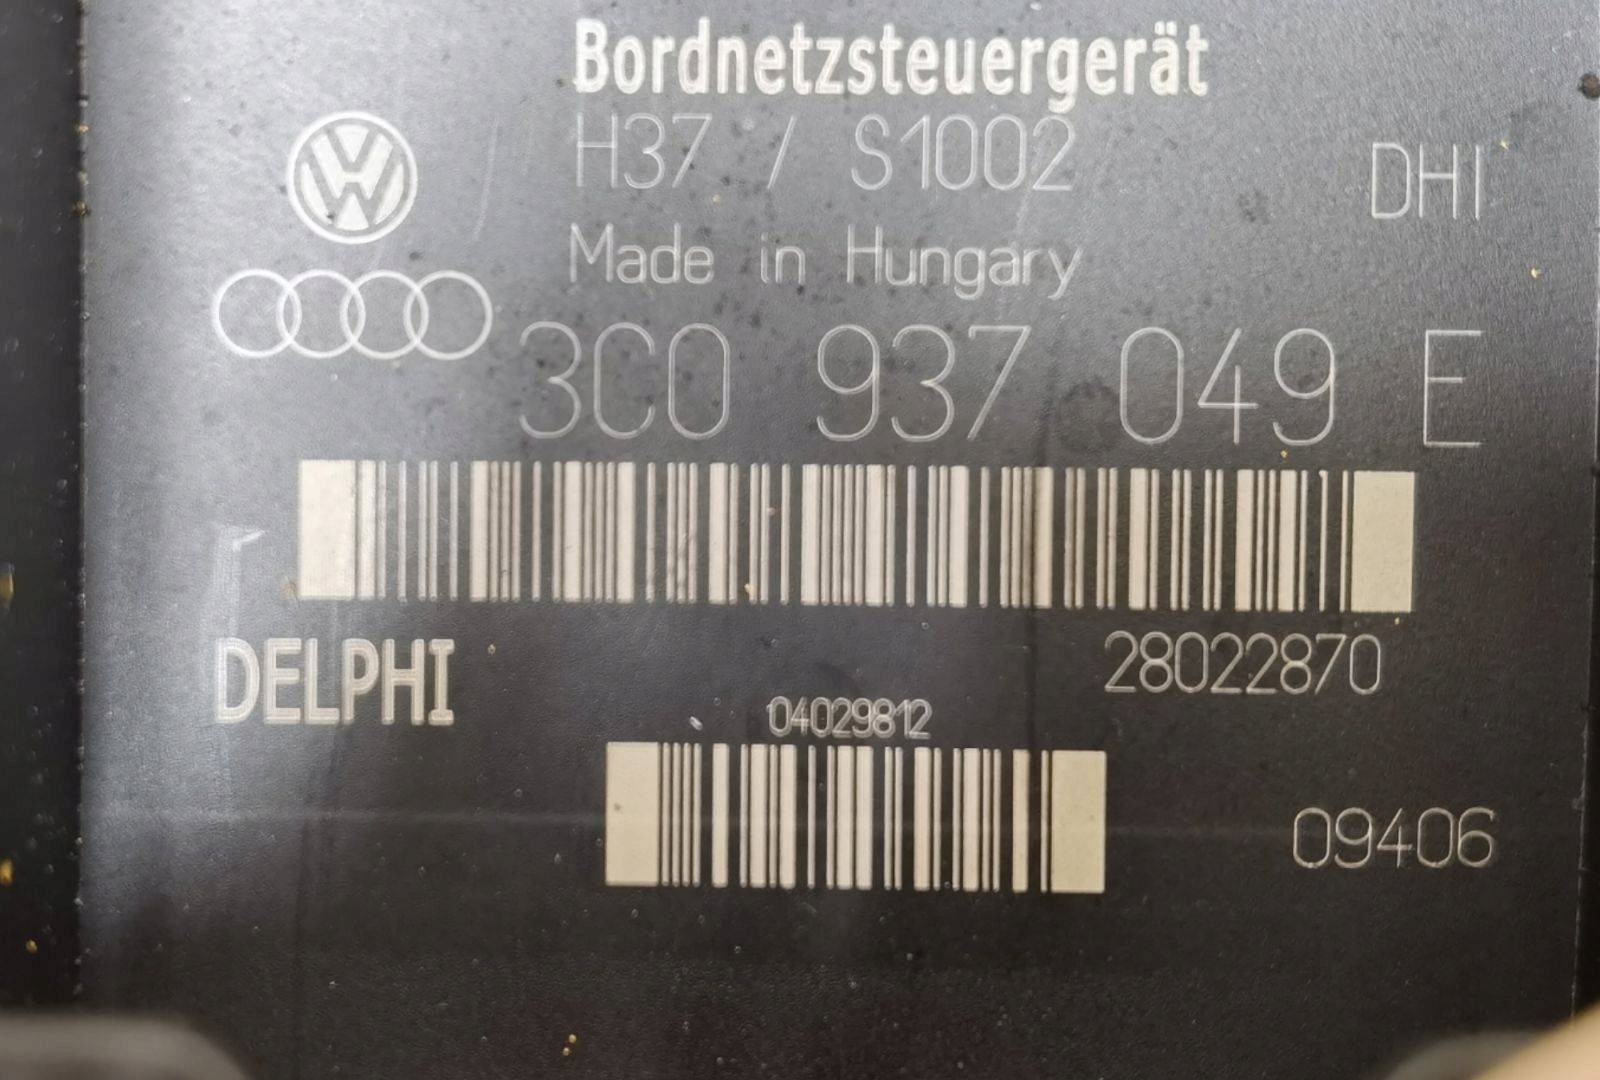 Bordnetzsteuergerät
H37 / S1002
DHI
Made in Hungary
3C0 937 049 E
DELPHI
28022870
04029812
09406